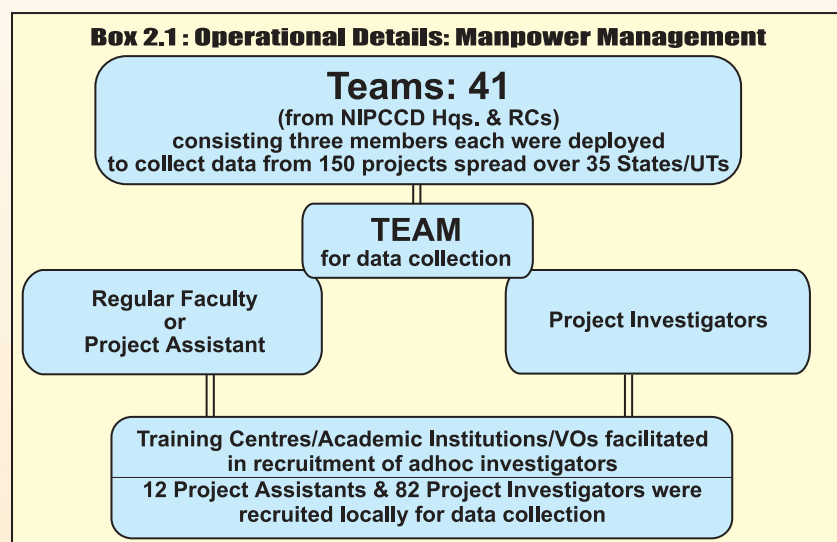 Box 2.1 : Operational Details: Manpower Management
Teams: 41
(from NIPCCD Hqs. & RCs)
consisting three members each were deployed
to collect data from 150 projects spread over 35 States/UTs
TEAM
for data collection
Regular Faculty
or
Project Assistant
Project Investigators
Training Centres/Academic Institutions/VOs facilitated
in recruitment of adhoc investigators
12 Project Assistants & 82 Project Investigators were
recruited locally for data collection